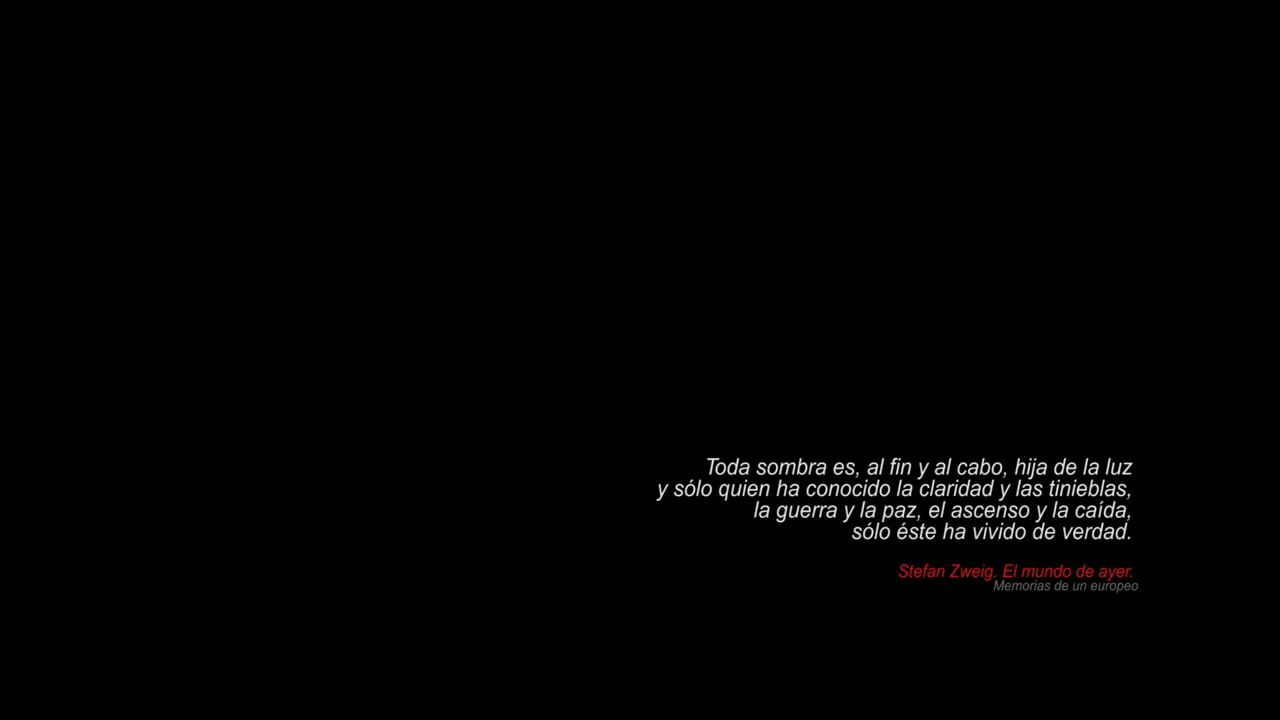 Toda sombra es, al fin y al cabo, hija de la luz
y sólo quien ha conocido la claridad y las tinieblas,
la guerra y la paz, el ascenso y la caída,
sólo éste ha vivido de verdad.
Stefan Zweig. El mundo de ayer.
Memorias de un europeo